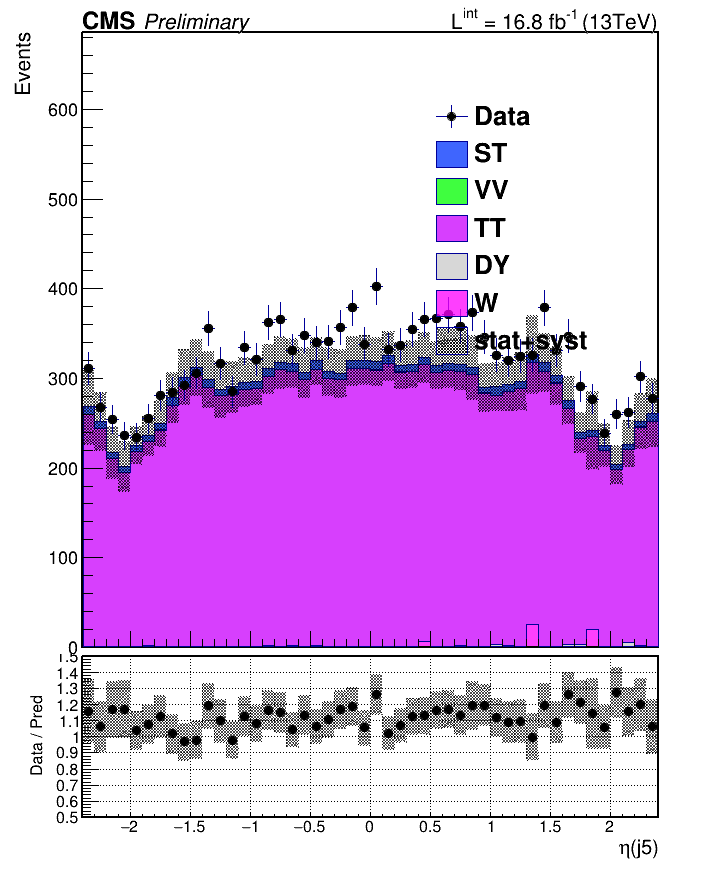 CMS Preliminary L^int = 16.8 fb^-1 (13TeV)
Events
600
500
400
300
200
100
0
Data
ST
VV
TT
DY
W
stat+syst
Data / Pred
1.5
1.4
1.3
1.2
1.1
1
0.9
0.8
0.7
0.6
0.5
−2 −1.5 −1 −0.5 0 0.5 1 1.5 2
η(j5)